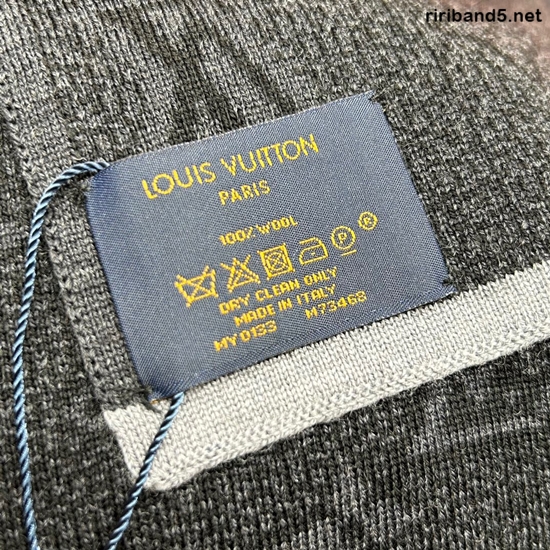 ririband5.net
LOUIS VUITTON
PARIS
100% WOOL
P
R
DRY CLEAN ONLY
MADE IN ITALY
MY0133 M73468